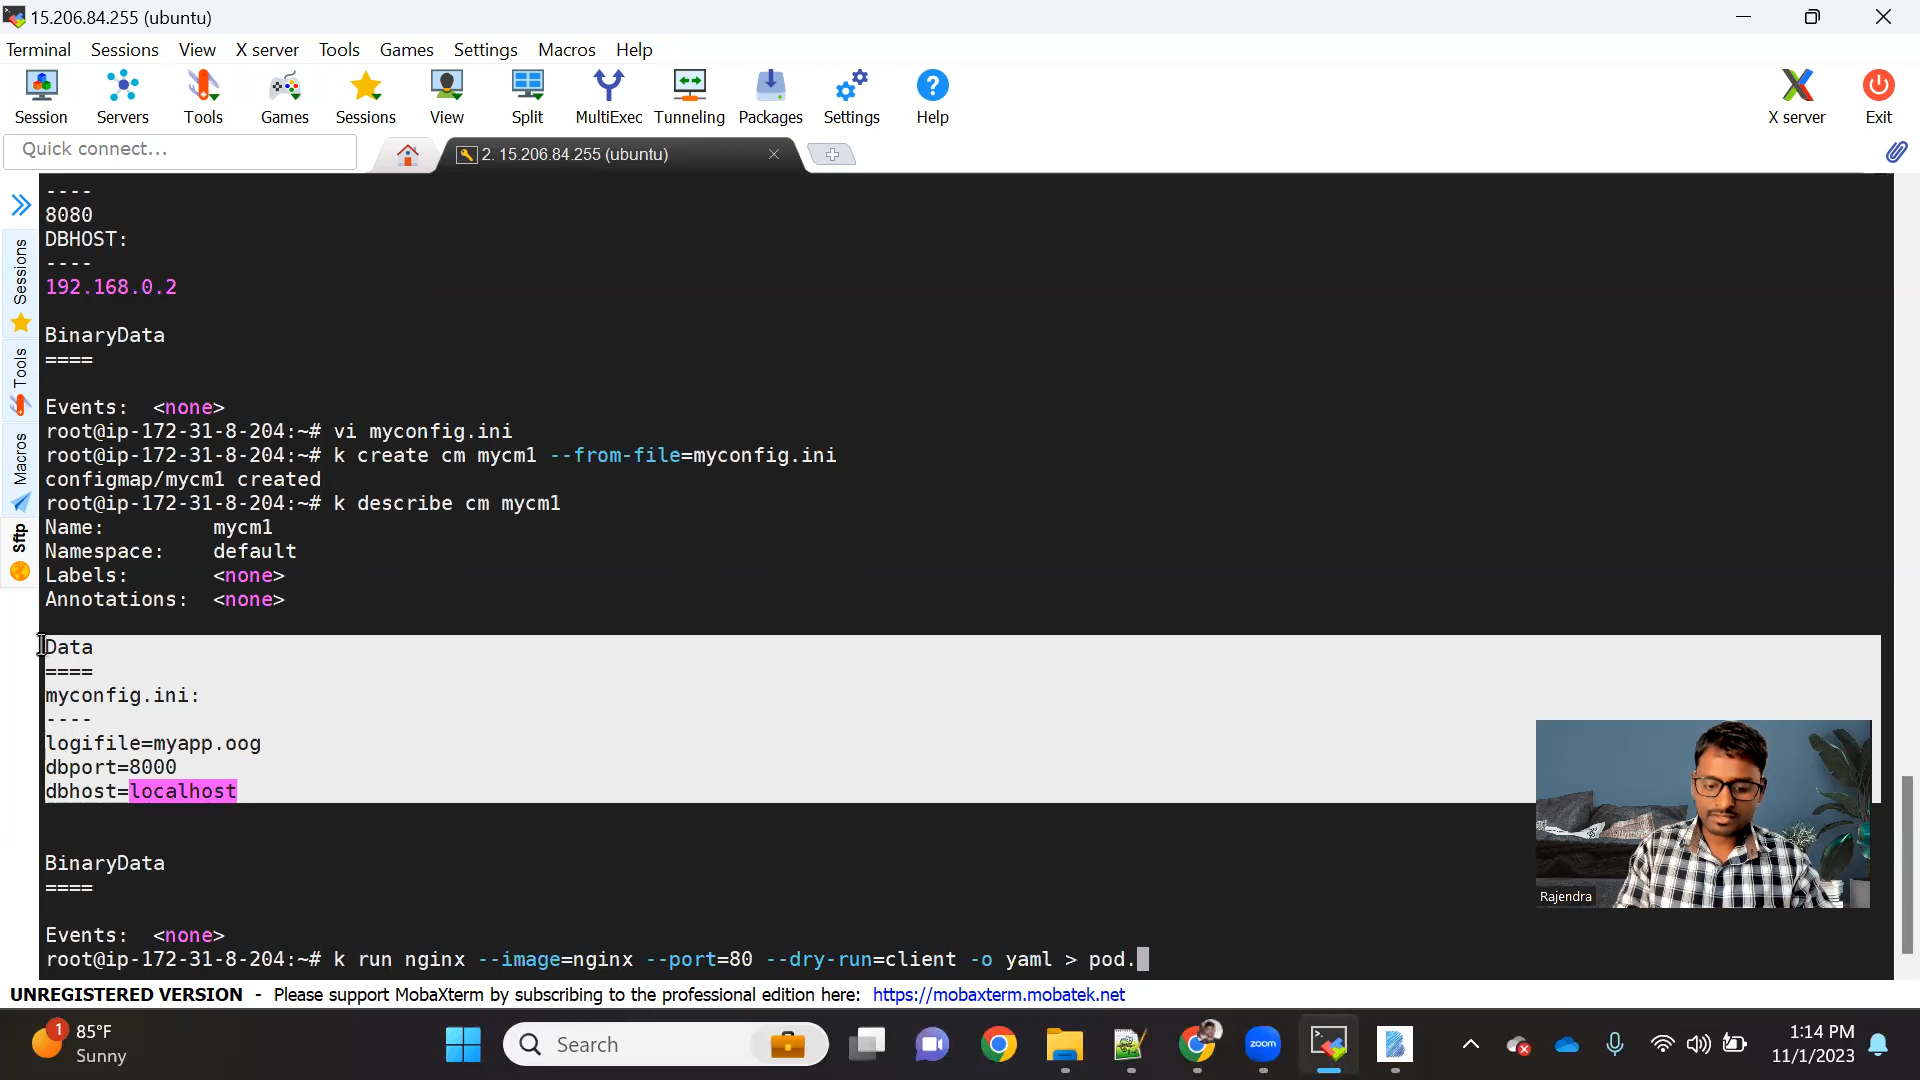 15.206.84.255 (ubuntu)
Terminal Sessions View X server Tools Games Settings Macros Help
Session Servers Tools Games Sessions View Split MultiExec Tunneling Packages Settings Help X server Exit
Quick connect...
2. 15.206.84.255 (ubuntu)
Sessions
Tools
Macros
Sftp
----
8080
DBHOST:
----
192.168.0.2
BinaryData
====
Events:  <none>
root@ip-172-31-8-204:~# vi myconfig.ini
root@ip-172-31-8-204:~# k create cm mycm1 --from-file=myconfig.ini
configmap/mycm1 created
root@ip-172-31-8-204:~# k describe cm mycm1
Name:         mycm1
Namespace:    default
Labels:       <none>
Annotations:  <none>
Data
====
myconfig.ini:
----
logifile=myapp.oog
dbport=8000
dbhost=localhost
BinaryData
====
Events:  <none>
root@ip-172-31-8-204:~# k run nginx --image=nginx --port=80 --dry-run=client -o yaml > pod.
Rajendra
UNREGISTERED VERSION - Please support MobaXterm by subscribing to the professional edition here: https://mobaxterm.mobatek.net
1
85°F
Sunny
Search
zoom
1:14 PM
11/1/2023